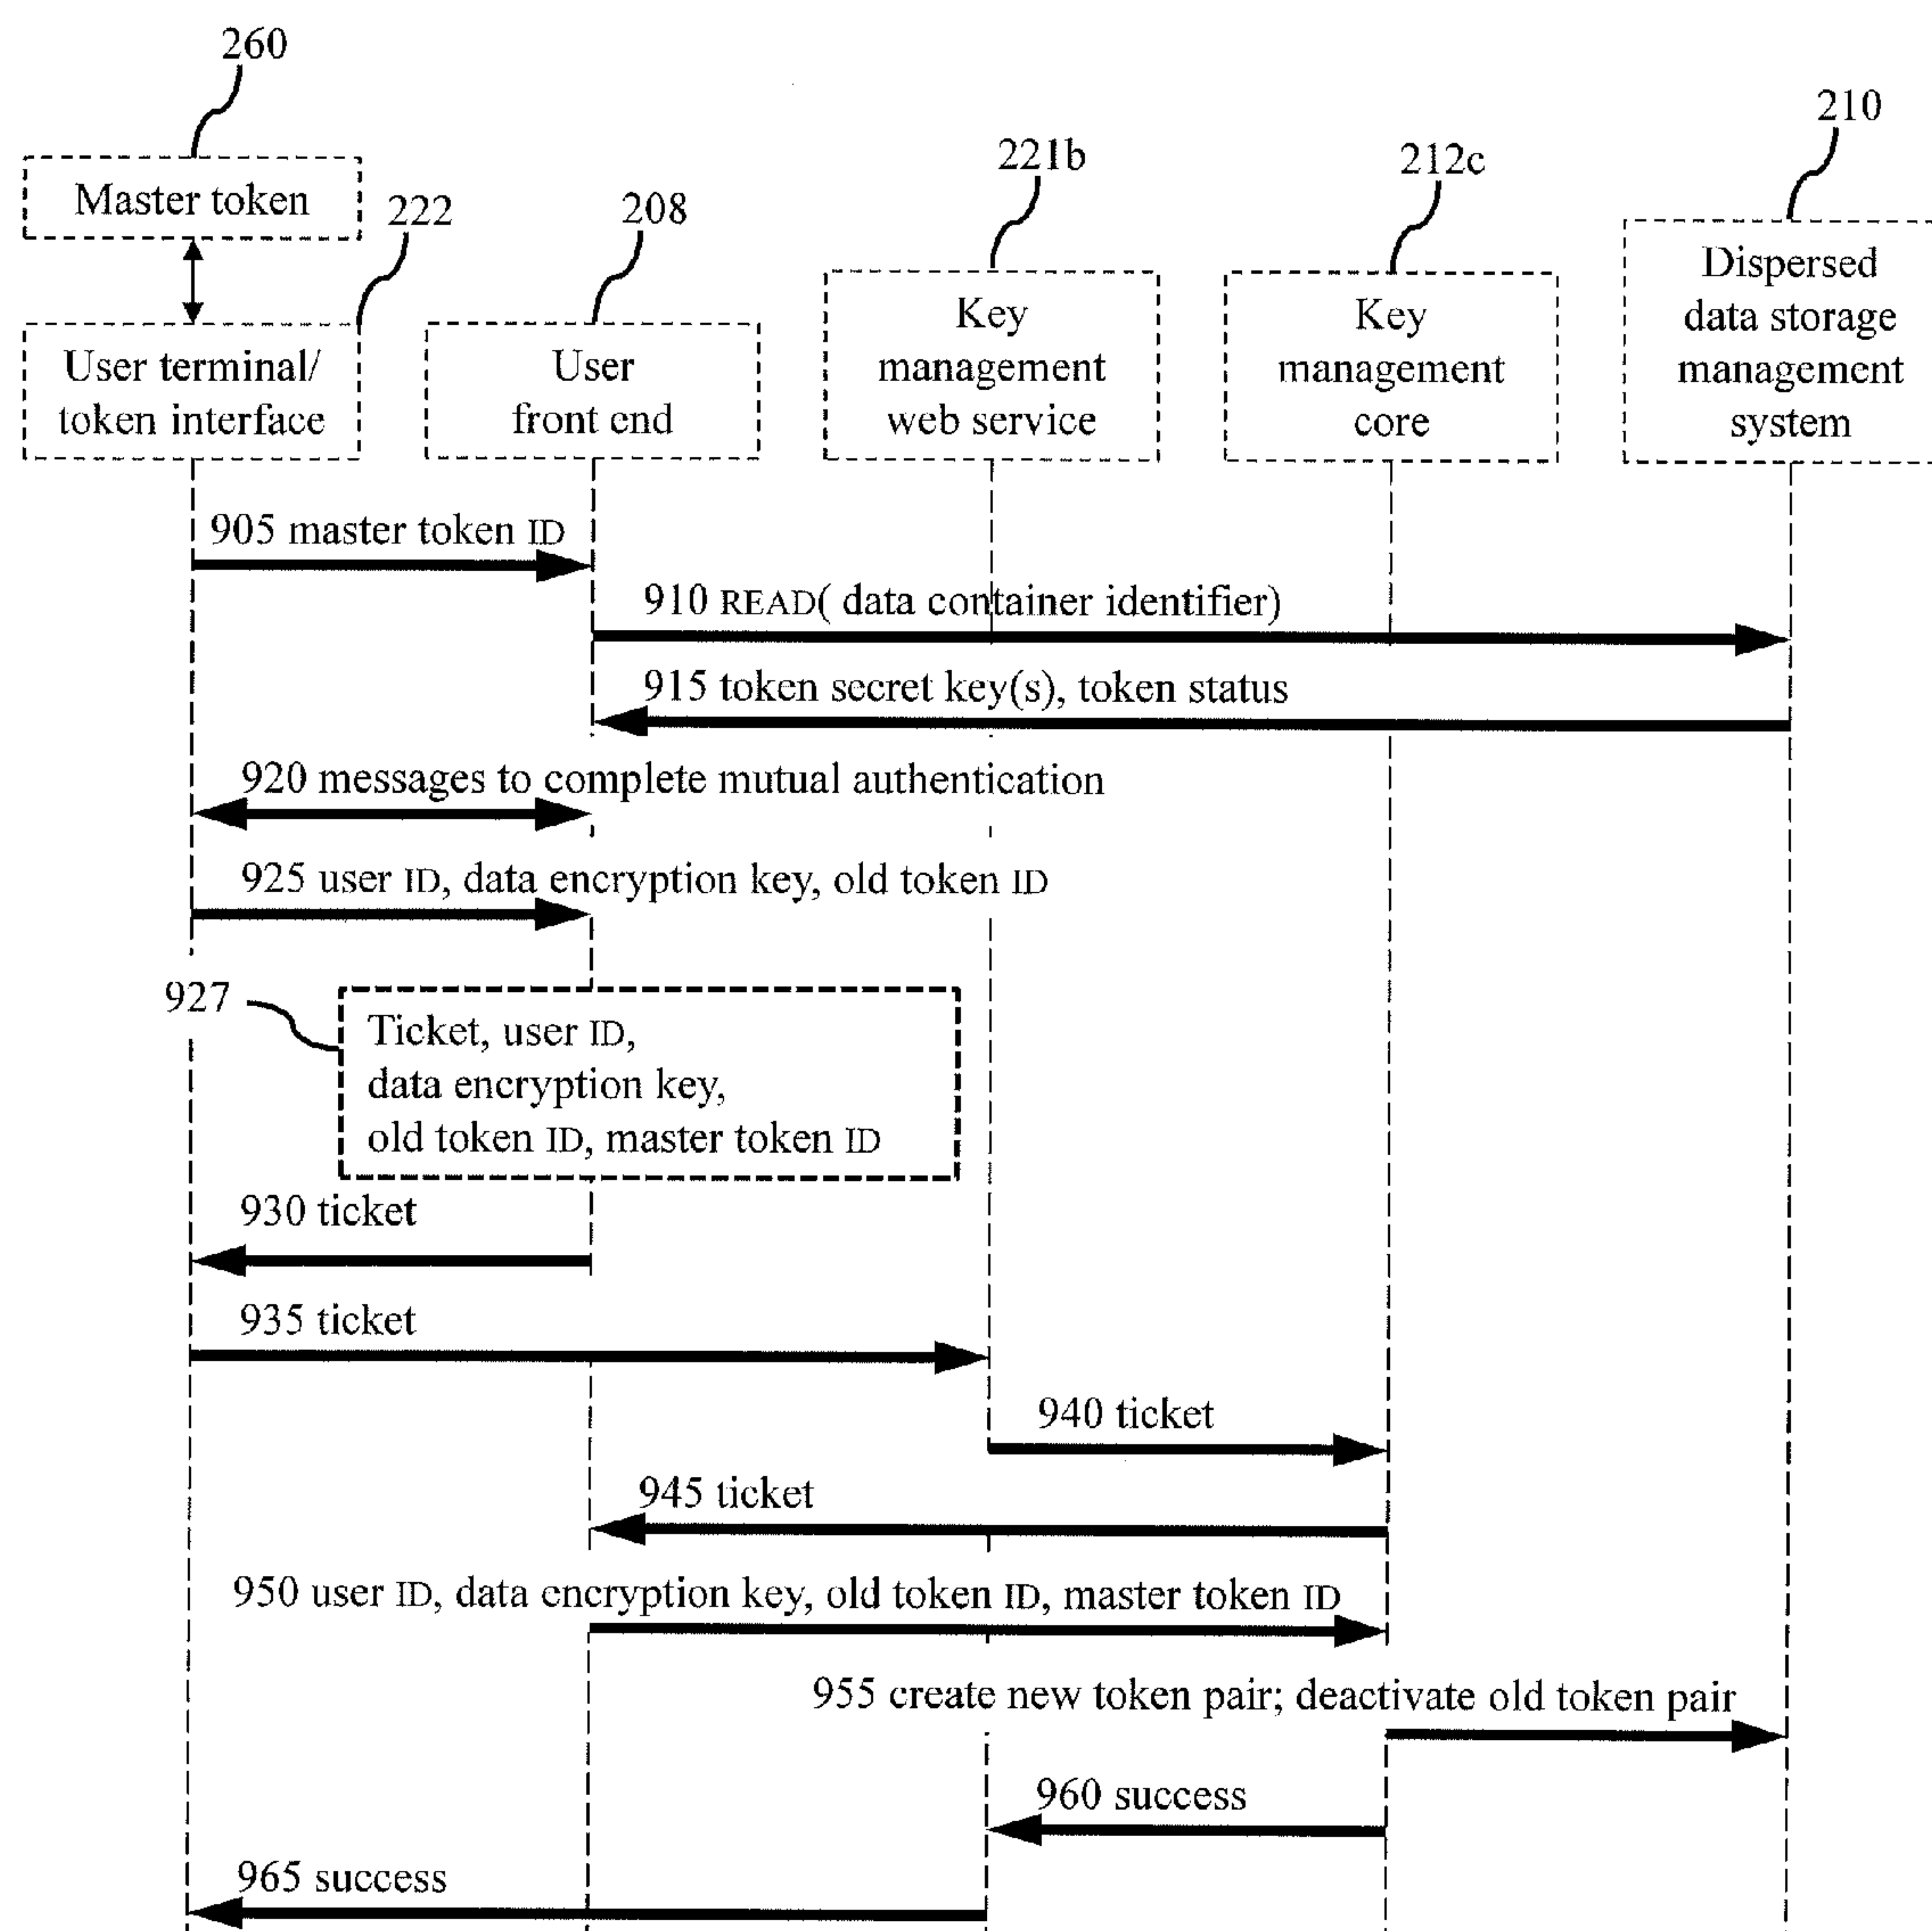 260
210
221b
212c
Master token
222
208
Dispersed
data storage
management
system
Key
management
web service
Key
management
core
User terminal/
token interface
User
front end
905 master token ID
910 READ( data container identifier)
915 token secret key(s), token status
920 messages to complete mutual authentication
925 user ID, data encryption key, old token ID
927
Ticket, user ID,
data encryption key,
old token ID, master token ID
930 ticket
935 ticket
940 ticket
945 ticket
950 user ID, data encryption key, old token ID, master token ID
955 create new token pair; deactivate old token pair
960 success
965 success